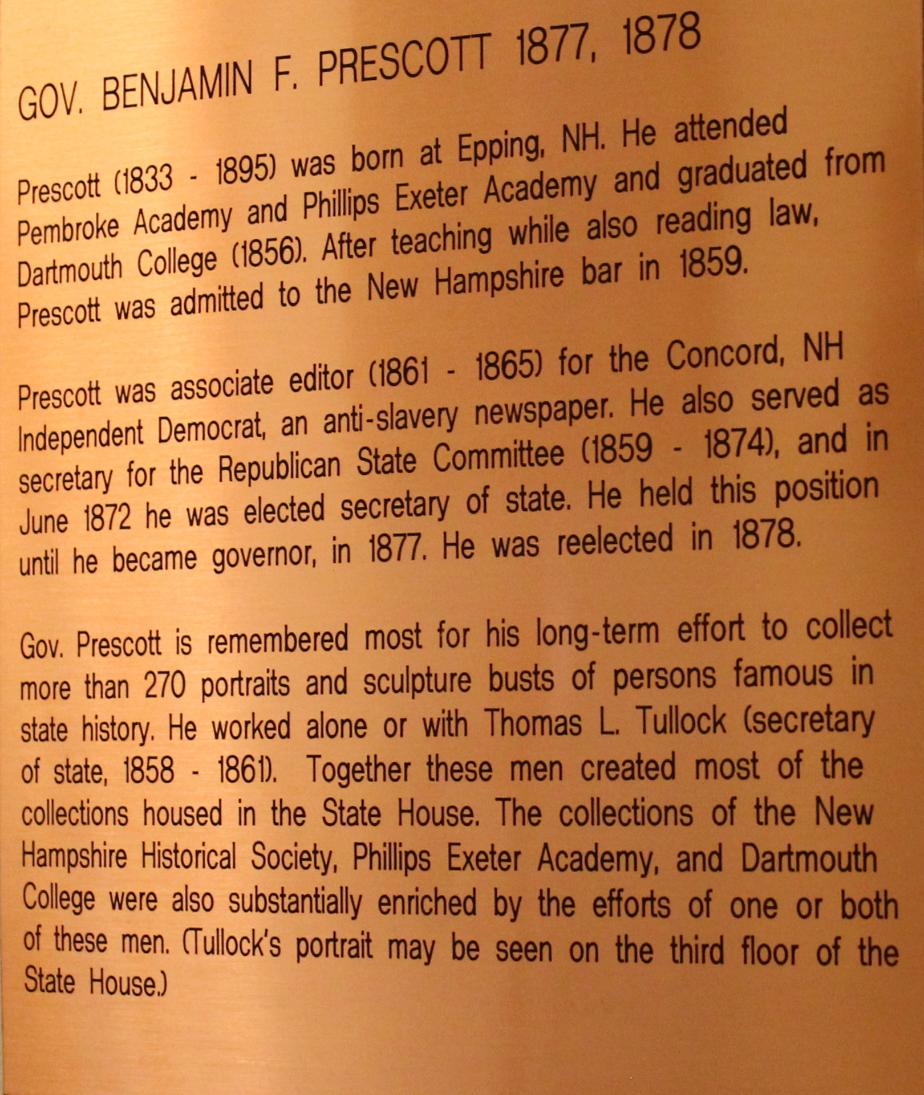 GOV. BENJAMIN F. PRESCOTT 1877, 1878
Prescott (1833 - 1895) was born at Epping, NH. He attended
Pembroke Academy and Phillips Exeter Academy and graduated from
Dartmouth College (1856). After teaching while also reading law,
Prescott was admitted to the New Hampshire bar in 1859.
Prescott was associate editor (1861 - 1865) for the Concord, NH
Independent Democrat, an anti-slavery newspaper. He also served as
secretary for the Republican State Committee (1859 - 1874), and in
June 1872 he was elected secretary of state. He held this position
until he became governor, in 1877. He was reelected in 1878.
Gov. Prescott is remembered most for his long-term effort to collect
more than 270 portraits and sculpture busts of persons famous in
state history. He worked alone or with Thomas L. Tullock (secretary
of state, 1858 - 1861). Together these men created most of the
collections housed in the State House. The collections of the New
Hampshire Historical Society, Phillips Exeter Academy, and Dartmouth
College were also substantially enriched by the efforts of one or both
of these men. (Tullock's portrait may be seen on the third floor of the
State House.)